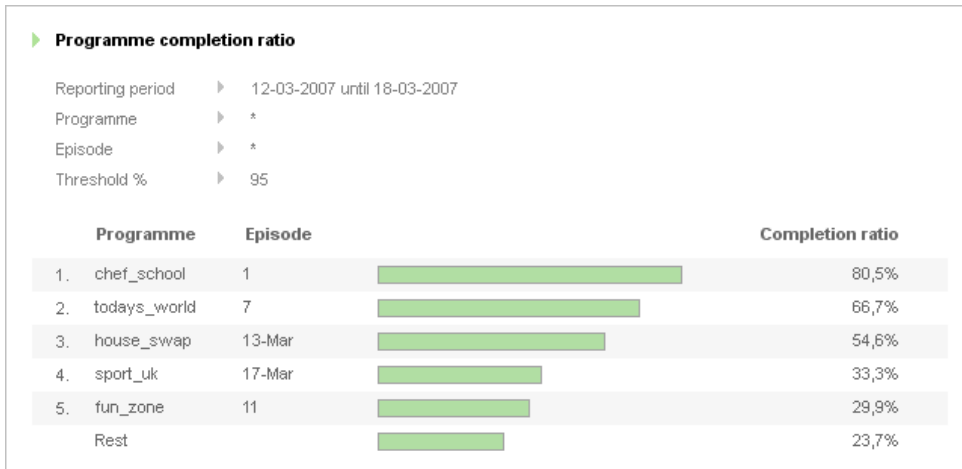 Programme completion ratio
Reporting period 12-03-2007 until 18-03-2007
Programme *
Episode *
Threshold % 95
Programme Episode Completion ratio
1. chef_school 1 80,5%
2. todays_world 7 66,7%
3. house_swap 13-Mar 54,6%
4. sport_uk 17-Mar 33,3%
5. fun_zone 11 29,9%
Rest 23,7%